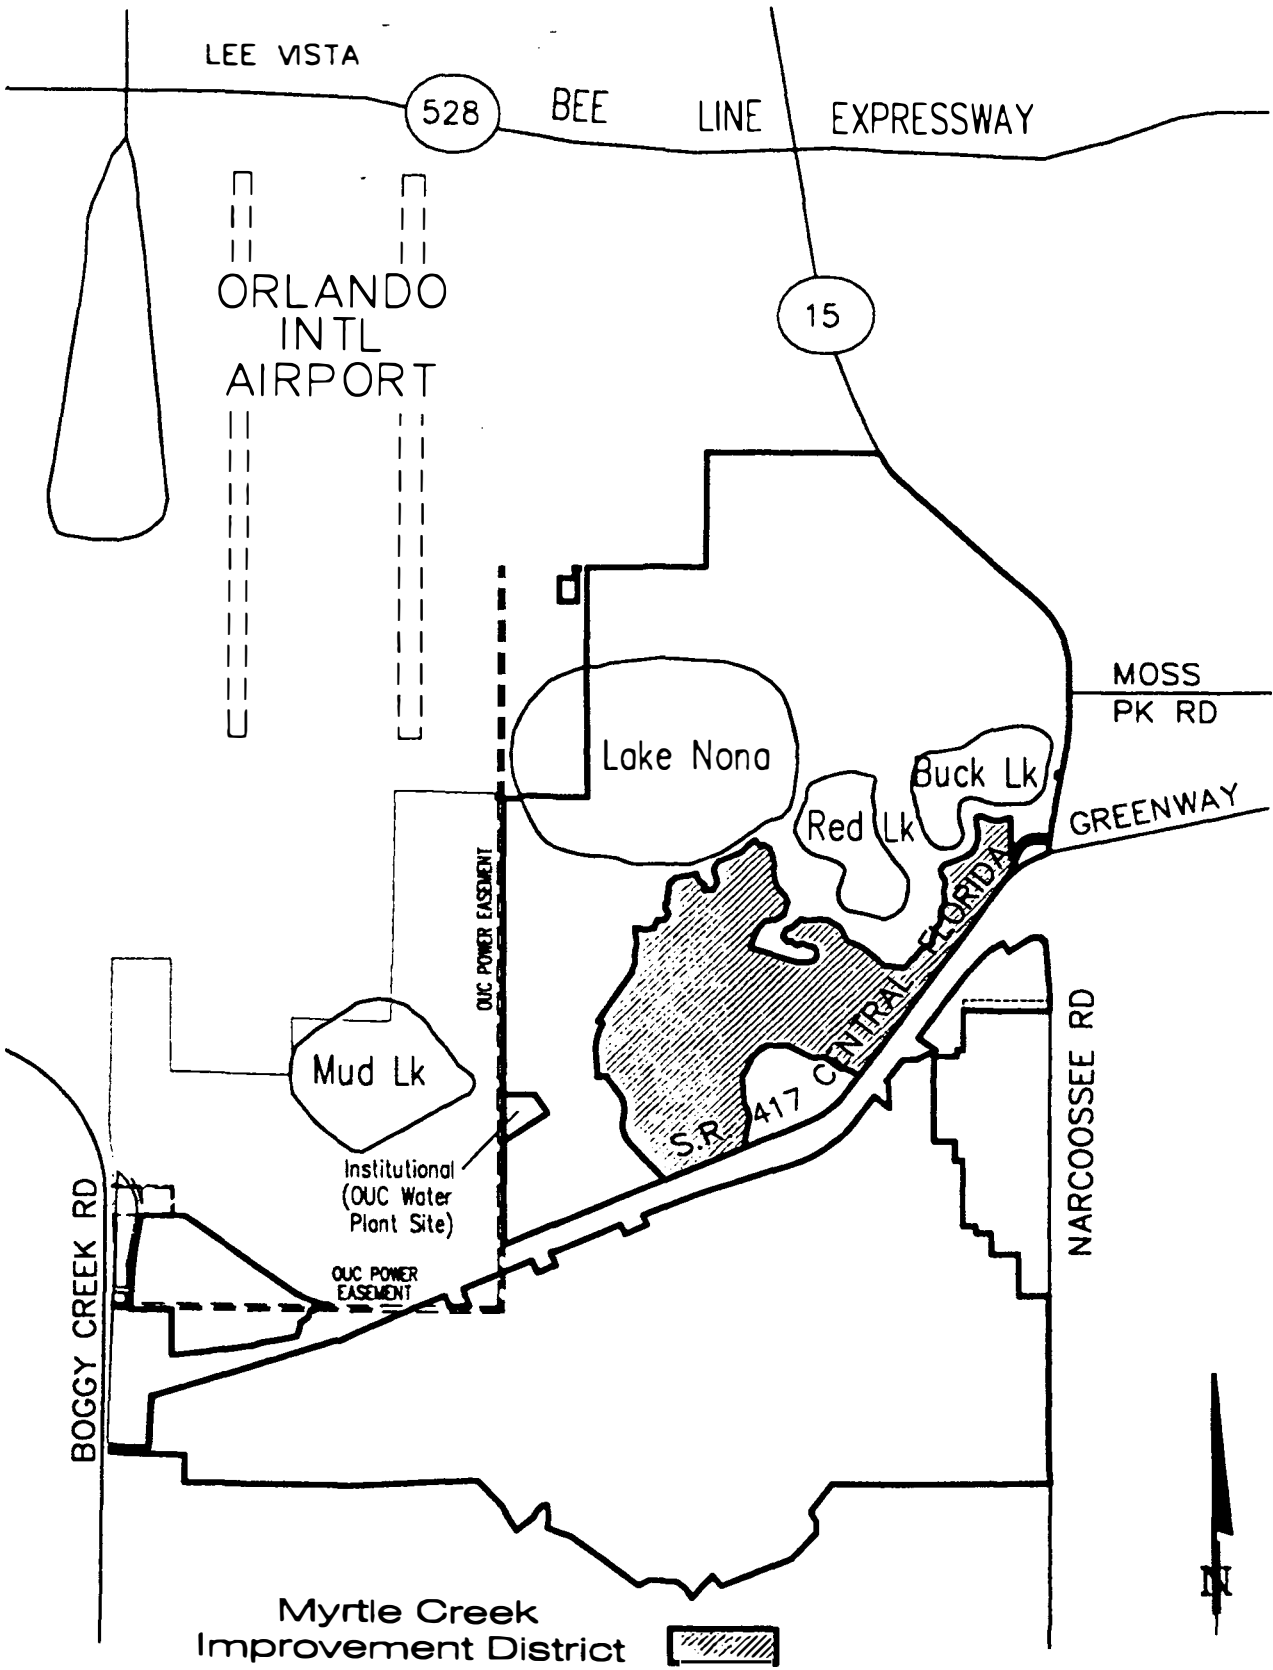 LEE VISTA
528
BEE LINE EXPRESSWAY
ORLANDO
INTL
AIRPORT
15
MOSS
PK RD
Lake Nona
Buck Lk
Red Lk
GREENWAY
OUC POWER EASEMENT
S.R. 417 CENTRAL FLORIDA
Mud Lk
Institutional
(OUC Water
Plant Site)
NARCOOSSEE RD
BOGGY CREEK RD
OUC POWER
EASEMENT
N
Myrtle Creek
Improvement District